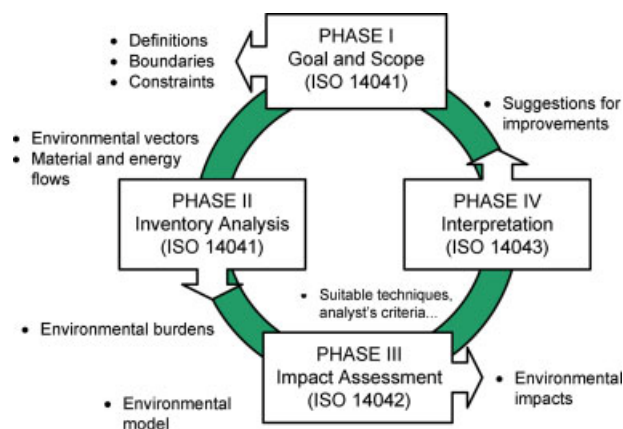 • Definitions
• Boundaries
• Constraints
PHASE I
Goal and Scope
(ISO 14041)
• Suggestions for
improvements
• Environmental vectors
• Material and energy
flows
PHASE II
Inventory Analysis
(ISO 14041)
PHASE IV
Interpretation
(ISO 14043)
• Suitable techniques,
analyst's criteria...
• Environmental burdens
PHASE III
Impact Assessment
(ISO 14042)
• Environmental
impacts
• Environmental
model